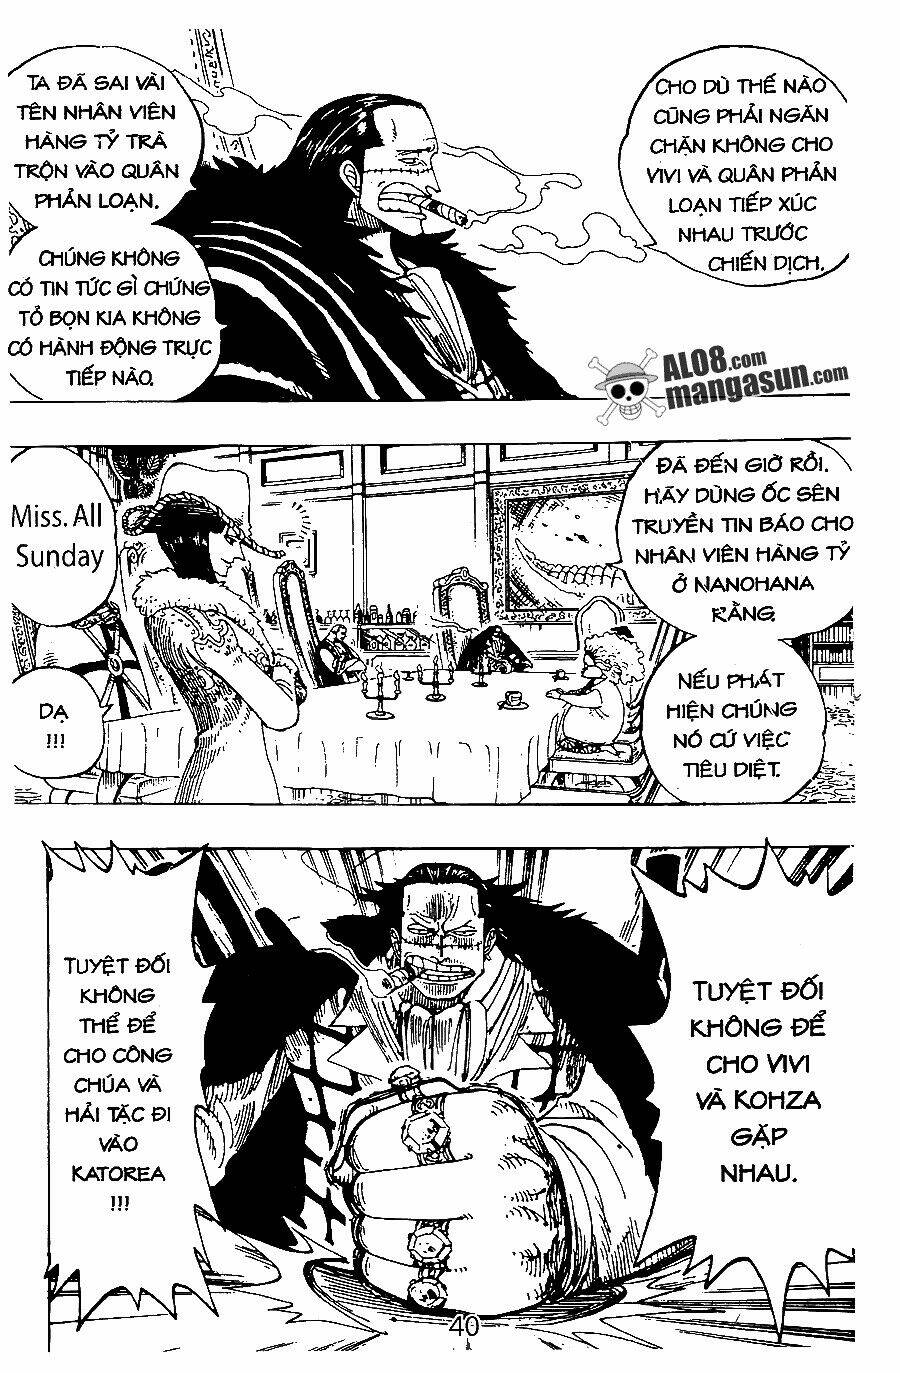 CHO DÙ THẾ NÀO
CŨNG PHẢI NGĂN
CHẶN KHÔNG CHO
VIVI VÀ QUÂN PHẢN
LOẠN TIẾP XÚC
NHAU TRƯỚC
CHIẾN DỊCH.
TA ĐÃ SAI VÀI
TÊN NHÂN VIÊN
HÀNG TỶ TRÀ
TRỘN VÀO QUÂN
PHẢN LOẠN.
CHÚNG KHÔNG
CÓ TIN TỨC GÌ CHỨNG
TỎ BỌN KIA KHÔNG
CÓ HÀNH ĐỘNG TRỰC
TIẾP NÀO.
ALO8.com
mangasun.com
ĐÃ ĐẾN GIỜ RỒI.
HÃY DÙNG ỐC SÊN
TRUYỀN TIN BÁO CHO
NHÂN VIÊN HÀNG TỶ
Ở NANOHANA
RẰNG.
NẾU PHÁT
HIỆN CHÚNG
NÓ CỨ VIỆC
TIÊU DIỆT.
Miss. All
Sunday
DẠ
!!!
TUYỆT ĐỐI
KHÔNG ĐỂ
CHO VIVI
VÀ KOHZA
GẶP
NHAU.
TUYỆT ĐỐI
KHÔNG
THỂ ĐỂ
CHO CÔNG
CHÚA VÀ
HẢI TẶC ĐI
VÀO
KATOREA
!!!
40